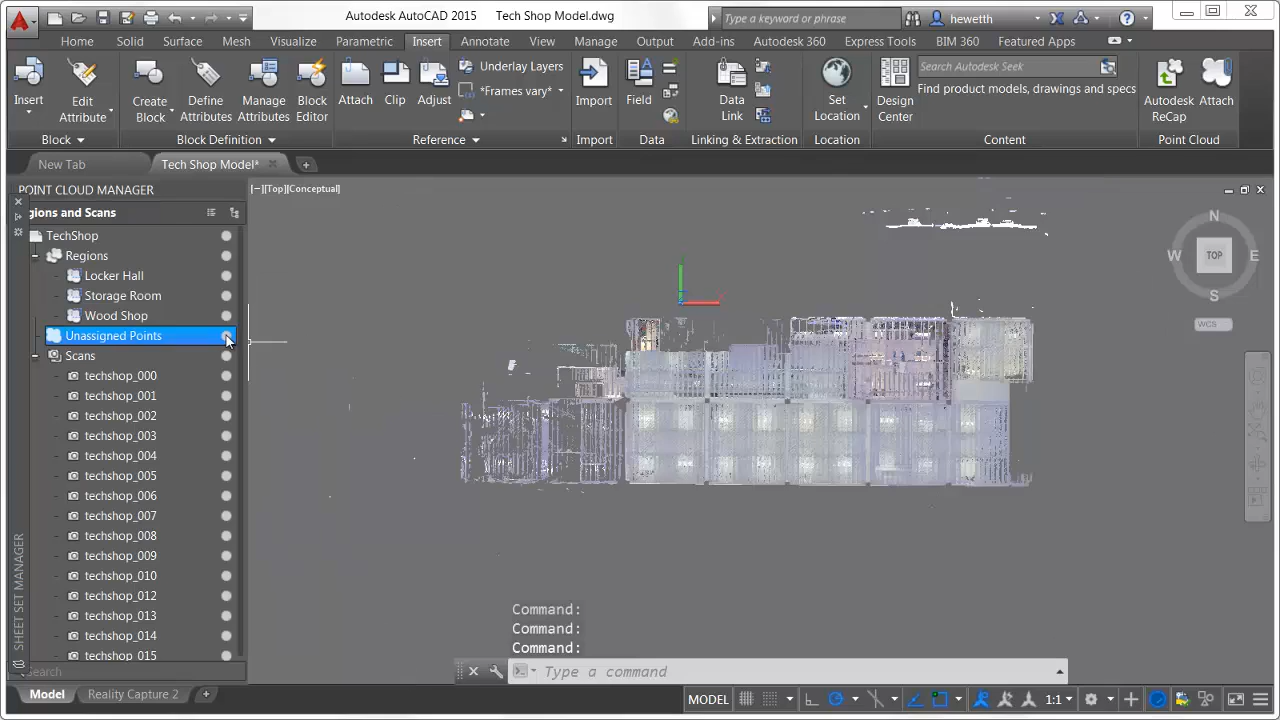 Autodesk AutoCAD 2015 Tech Shop Model.dwg
Type a keyword or phrase
hewetth
Home Solid Surface Mesh Visualize Parametric Insert Annotate View Manage Output Add-ins Autodesk 360 Express Tools BIM 360 Featured Apps
Insert
Edit Attribute
Create Block
Define Attributes
Manage Attributes
Block Editor
Attach
Clip
Adjust
Underlay Layers
*Frames vary*
Import
Field
Data Link
Set Location
Design Center
Search Autodesk Seek
Find product models, drawings and specs
Autodesk ReCap
Attach
Block Block Definition Reference Import Data Linking & Extraction Location Content Point Cloud
New Tab Tech Shop Model*
POINT CLOUD MANAGER
[−][Top][Conceptual]
gions and Scans
TechShop
Regions
Locker Hall
Storage Room
Wood Shop
Unassigned Points
Scans
techshop_000
techshop_001
techshop_002
techshop_003
techshop_004
techshop_005
techshop_006
techshop_007
techshop_008
techshop_009
techshop_010
techshop_012
techshop_013
techshop_014
techshop_015
Search
SHEET SET MANAGER
N
W TOP E
S
WCS
Command:
Command:
Command:
Type a command
Model Reality Capture 2
MODEL 1:1